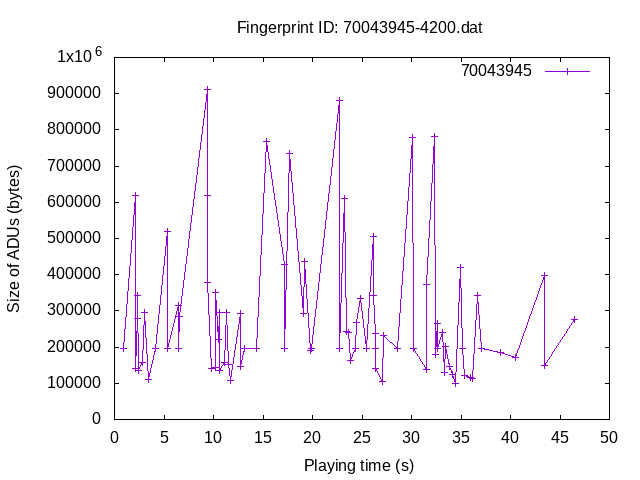 Fingerprint ID: 70043945-4200.dat
1x10^6
70043945
900000
800000
700000
600000
500000
400000
300000
200000
100000
0
Size of ADUs (bytes)
0 5 10 15 20 25 30 35 40 45 50
Playing time (s)